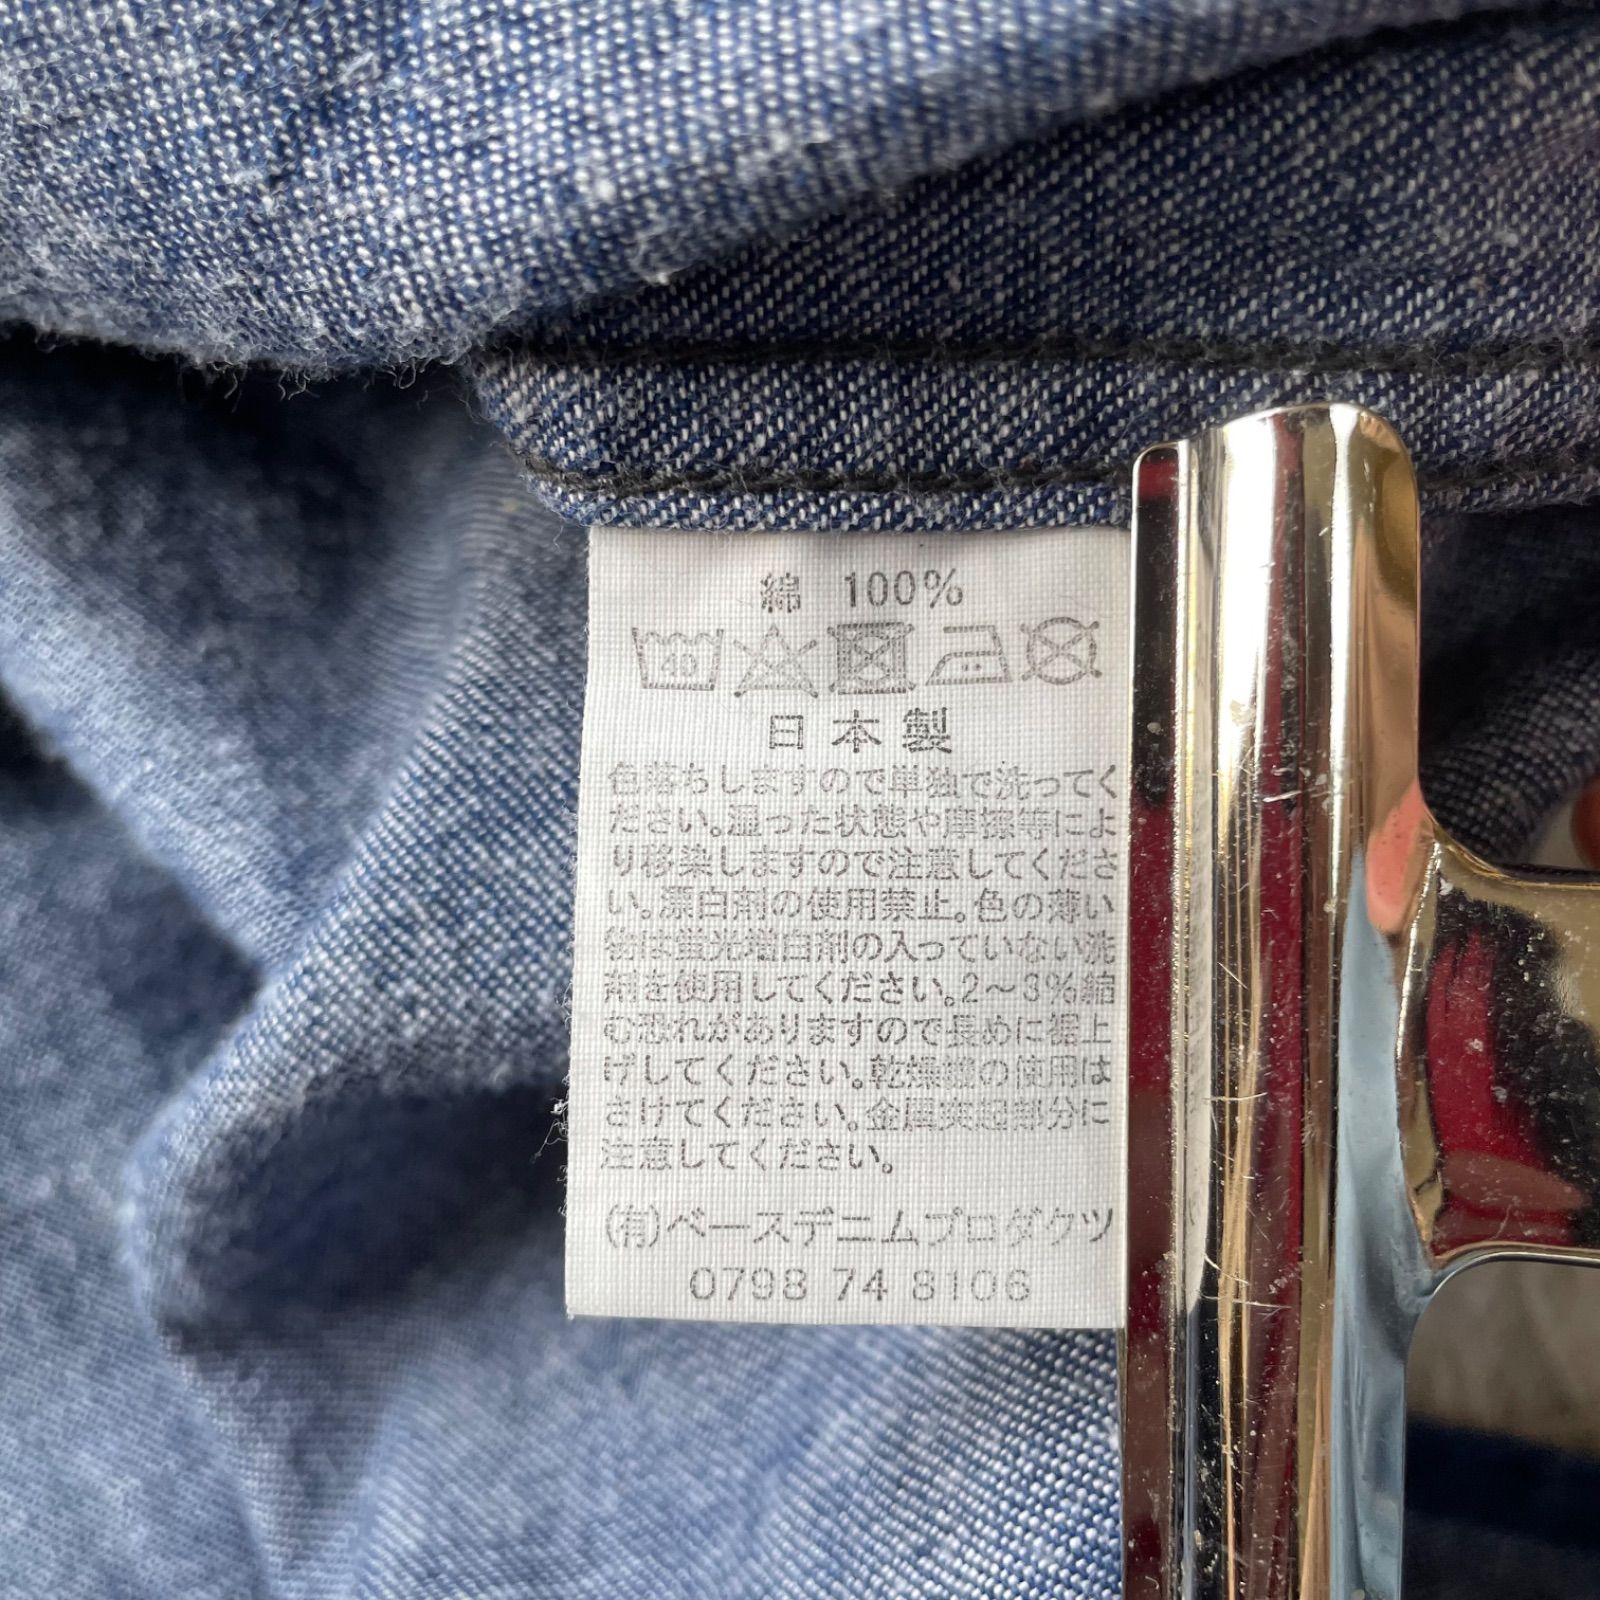 綿 100%
40
日本製
色落ちしますので単独で洗ってく
ださい。湿った状態や摩擦等によ
り移染しますので注意してくださ
い。漂白剤の使用禁止。色の薄い
物は蛍光増白剤の入っていない洗
剤を使用してください。2～3%縮
む恐れがありますので長めに裾上
げしてください。乾燥機の使用は
さけてください。金属突起部分に
注意してください。
(有)ベースデニムプロダクツ
0798 74 8106